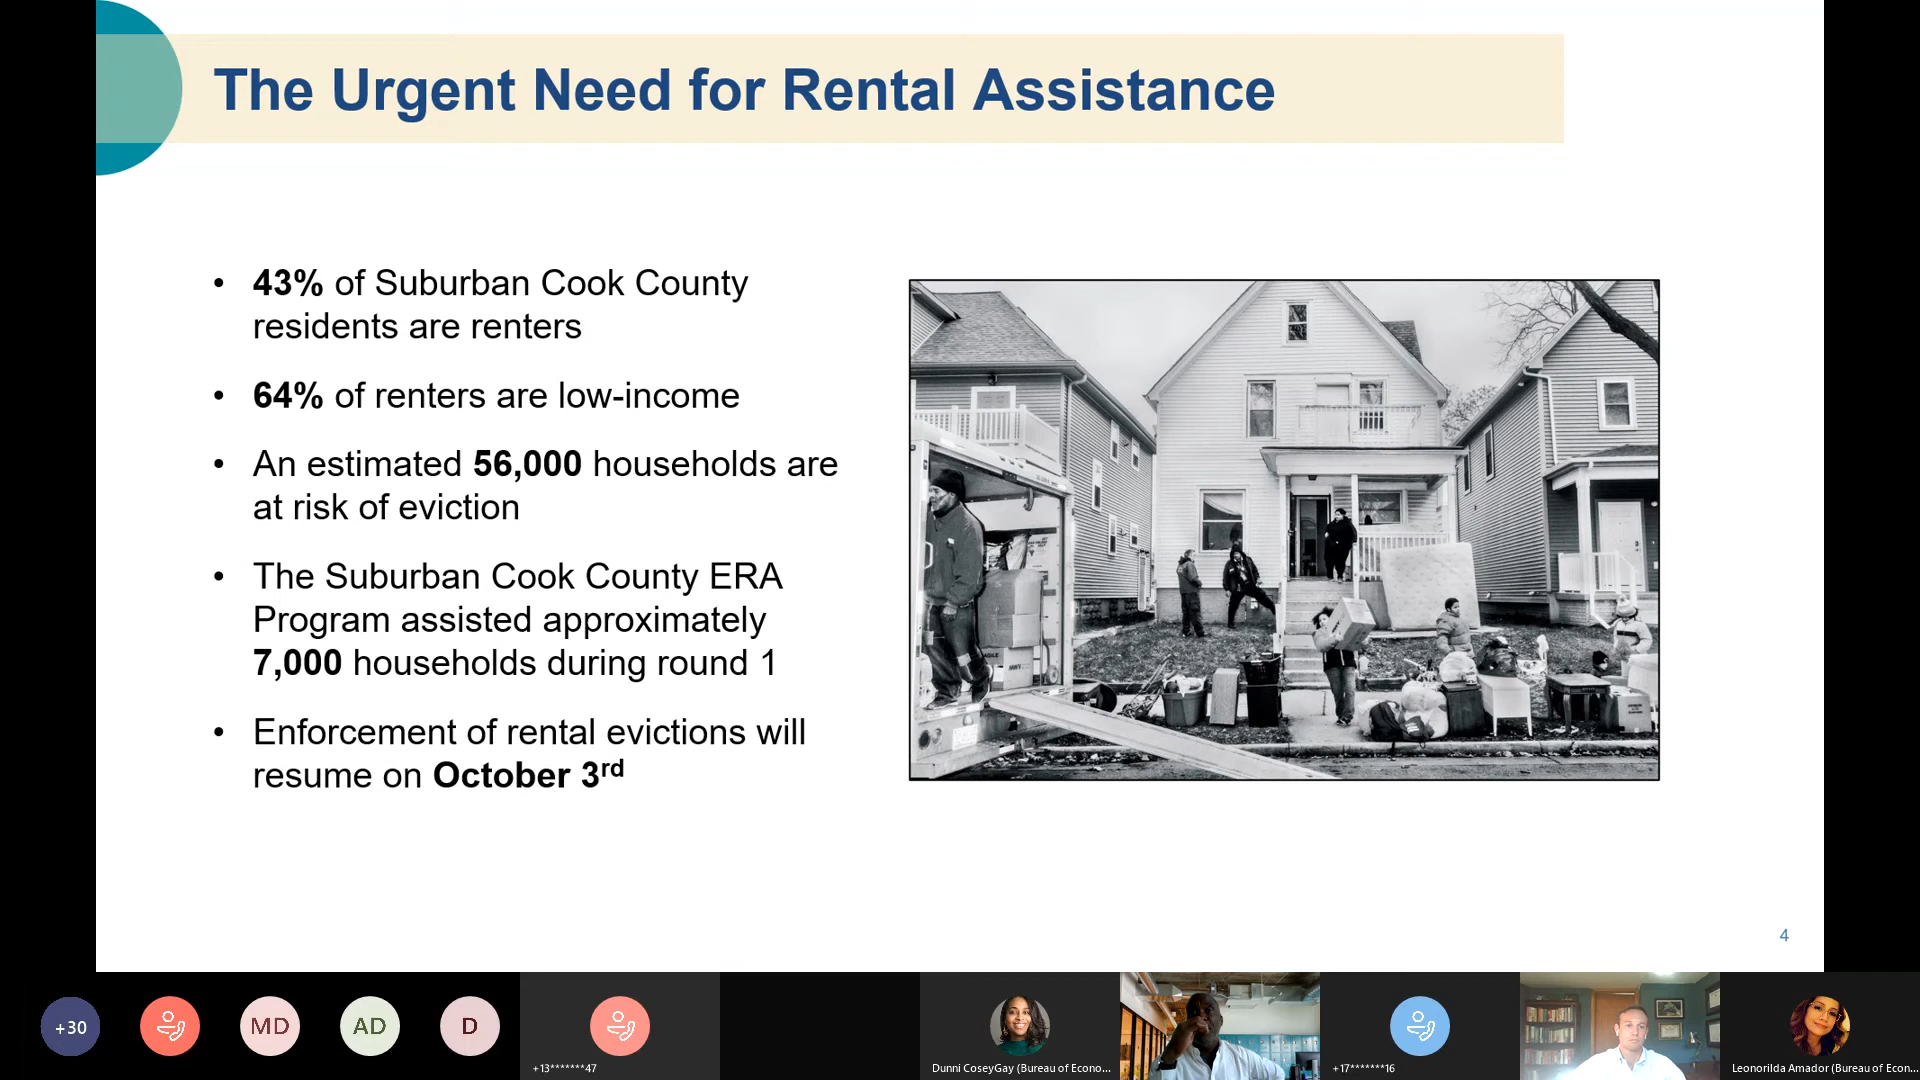 The Urgent Need for Rental Assistance
• 43% of Suburban Cook County
residents are renters
• 64% of renters are low-income
• An estimated 56,000 households are
at risk of eviction
• The Suburban Cook County ERA
Program assisted approximately
7,000 households during round 1
• Enforcement of rental evictions will
resume on October 3rd
4
+30
MD
AD
D
+13*******47
Dunni CoseyGay (Bureau of Econo...
+17*******16
Leonorilda Amador (Bureau of Econ...